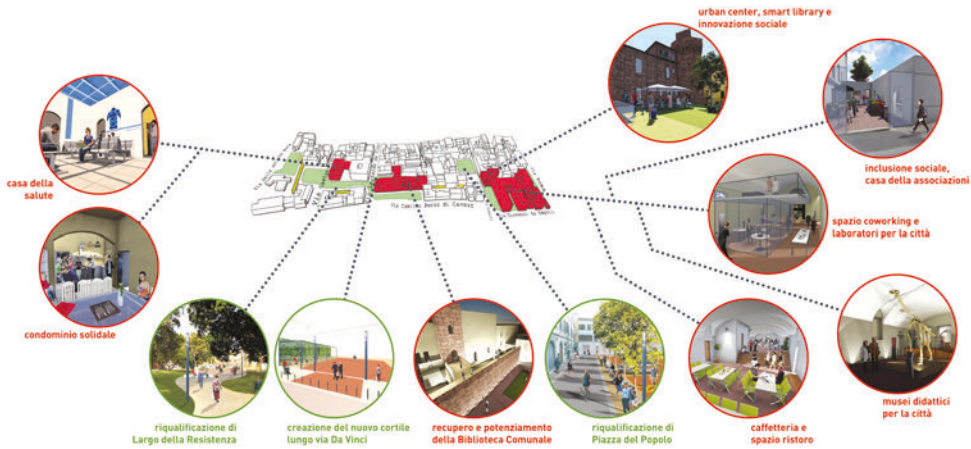 urban center, smart library e
innovazione sociale
casa della
salute
inclusione sociale,
casa della associazioni
spazio coworking e
laboratori per la città
condominio solidale
musei didattici
per la città
riqualificazione di
Largo della Resistenza
creazione del nuovo cortile
lungo via Da Vinci
recupero e potenziamento
della Biblioteca Comunale
riqualificazione di
Piazza del Popolo
caffetteria e
spazio ristoro